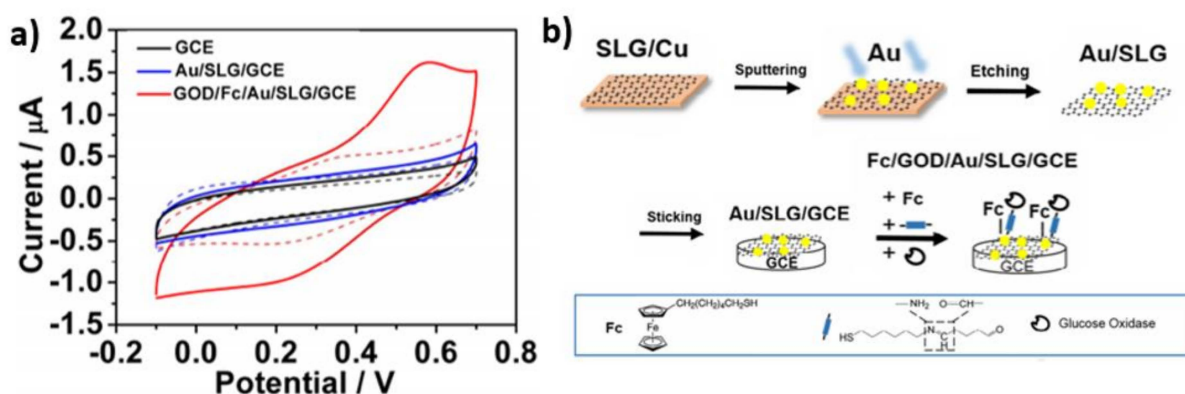 a)
2.0
1.5
1.0
0.5
0.0
-0.5
-1.0
-1.5
Current / μA
GCE
Au/SLG/GCE
GOD/Fc/Au/SLG/GCE
-0.2 0.0 0.2 0.4 0.6 0.8
Potential / V
b)
SLG/Cu
Sputtering
Au
Etching
Au/SLG
Sticking
Au/SLG/GCE
GCE
+ Fc
+
+
Fc/GOD/Au/SLG/GCE
Fc Fc
GCE
Fc
Fe
CH₂(CH₂)₄CH₂SH
NH₂ O CH
HS N C H O
Glucose Oxidase